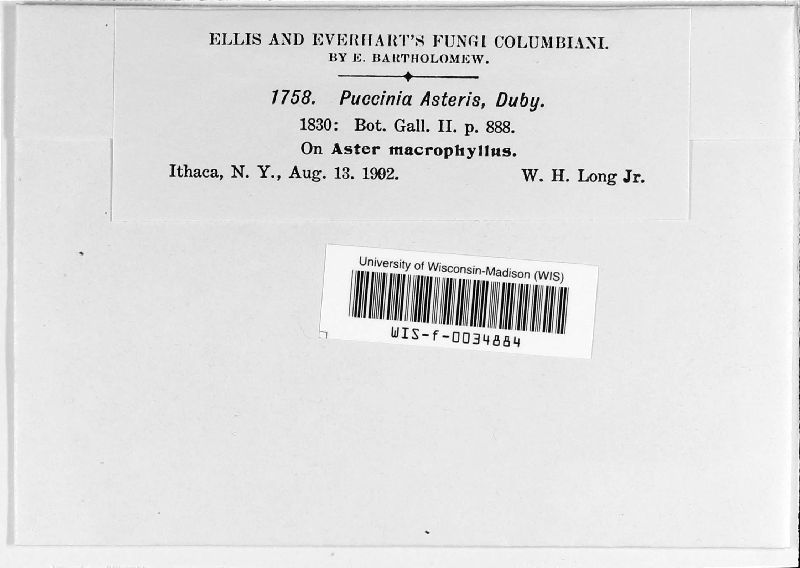 ELLIS AND EVERHART'S FUNGI COLUMBIANI.
BY E. BARTHOLOMEW.
1758. Puccinia Asteris, Duby.
1830: Bot. Gall. II. p. 888.
On Aster macrophyllus.
Ithaca, N. Y., Aug. 13. 1902. W. H. Long Jr.
University of Wisconsin-Madison (WIS)
WIS-f-0034884